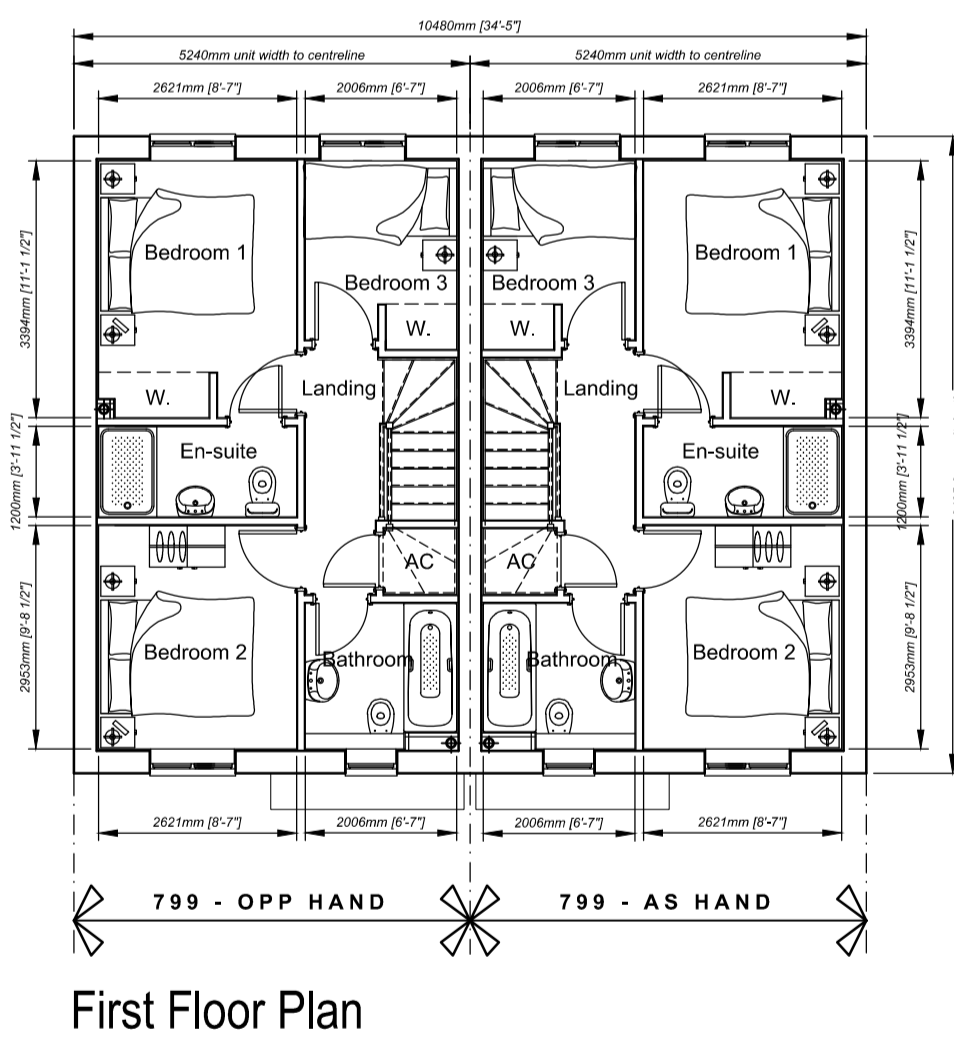 10480mm [34'-5"]
5240mm unit width to centreline 5240mm unit width to centreline
2621mm [8'-7"] 2006mm [6'-7"] 2006mm [6'-7"] 2621mm [8'-7"]
Bedroom 1 Bedroom 1
Bedroom 3 Bedroom 3
3394mm [11'-1 1/2"] 3394mm [11'-1 1/2"]
W. W.
Landing Landing
W. W.
En-suite En-suite
1200mm [3'-11 1/2"] 1200mm [3'-11 1/2"]
AC AC
Bedroom 2 Bathroom Bathroom Bedroom 2
2953mm [9'-8 1/2"] 2953mm [9'-8 1/2"]
2621mm [8'-7"] 2006mm [6'-7"] 2006mm [6'-7"] 2621mm [8'-7"]
799 - OPP HAND 799 - AS HAND
First Floor Plan